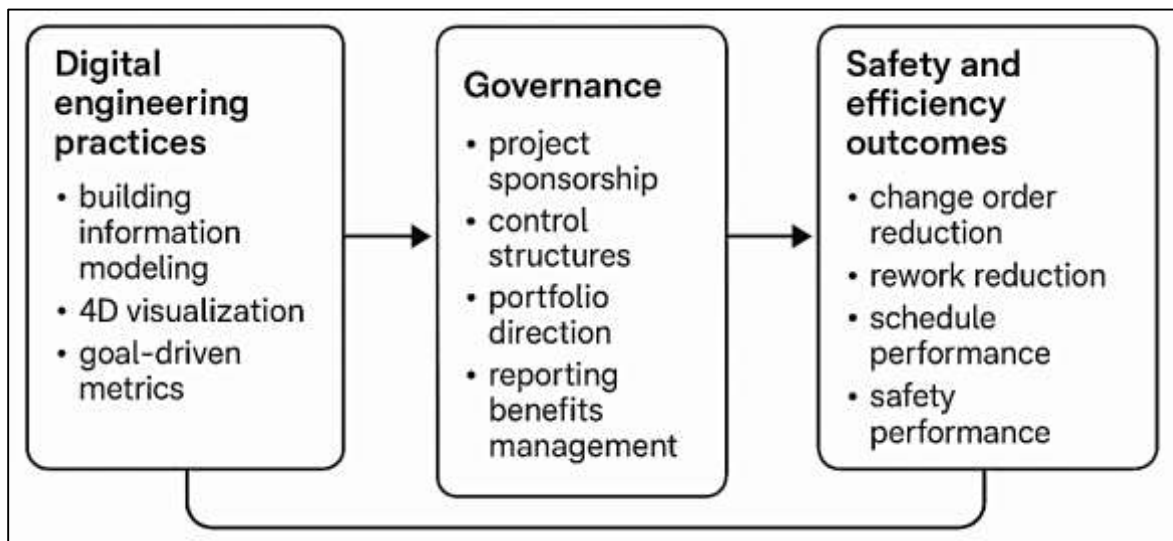 Digital
engineering
practices
• building
information
modeling
• 4D visualization
• goal-driven
metrics
Governance
• project
sponsorship
• control
structures
• portfolio
direction
• reporting
benefits
management
Safety and
efficiency
outcomes
• change order
reduction
• rework reduction
• schedule
performance
• safety
performance